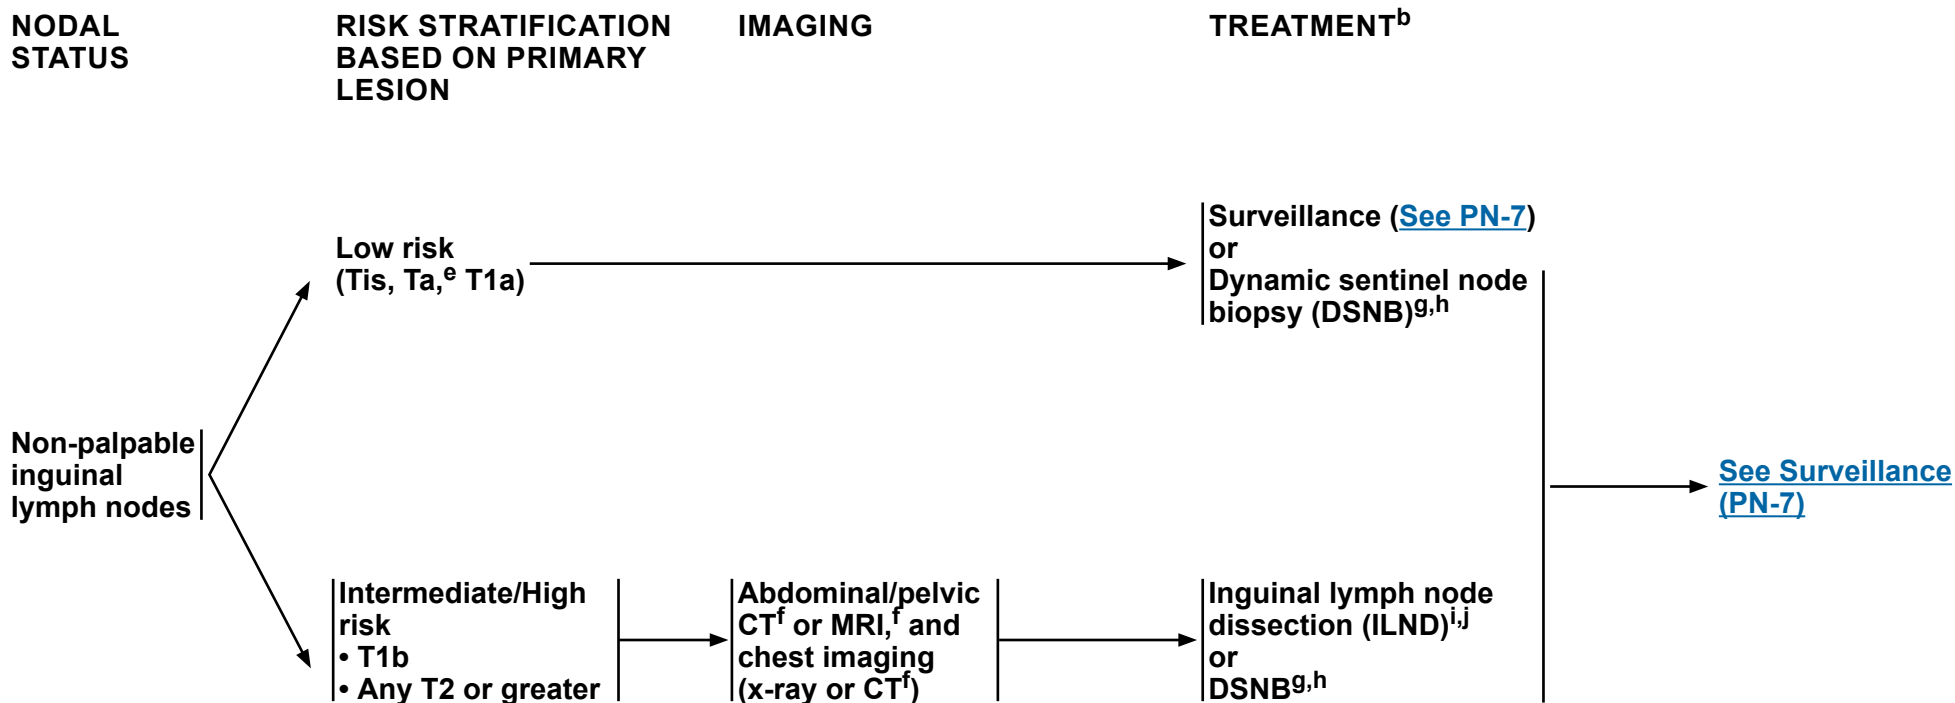 NODAL
STATUS
RISK STRATIFICATION
BASED ON PRIMARY
LESION
IMAGING
TREATMENTb
Non-palpable
inguinal
lymph nodes
Low risk
(Tis, Ta,e T1a)
Surveillance (See PN-7)
or
Dynamic sentinel node
biopsy (DSNB)g,h
Intermediate/High
risk
• T1b
• Any T2 or greater
Abdominal/pelvic
CTf or MRI,f and
chest imaging
(x-ray or CTf)
Inguinal lymph node
dissection (ILND)i,j
or
DSNBg,h
See Surveillance
(PN-7)